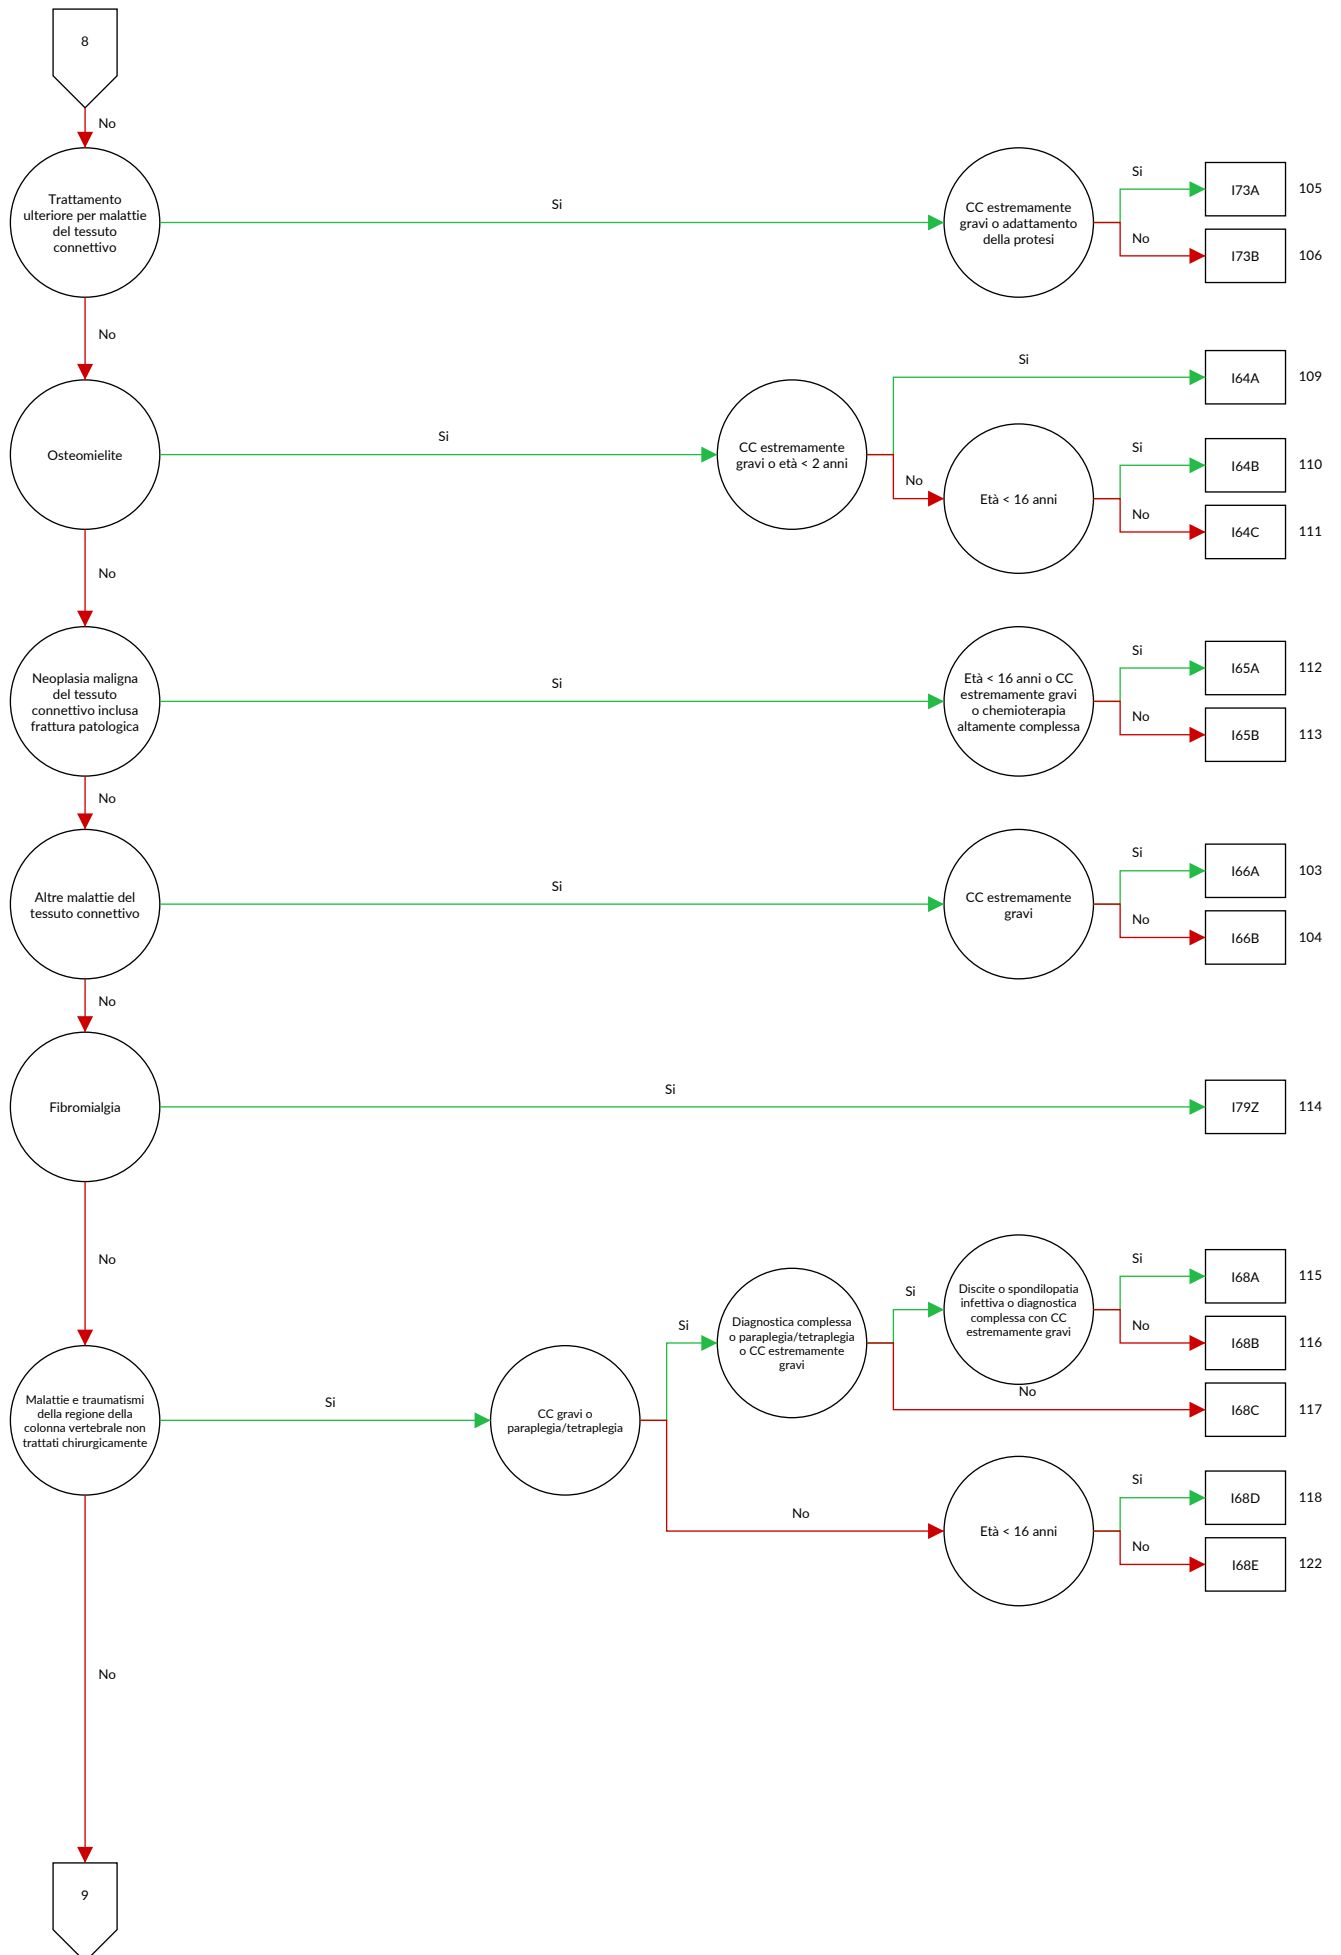 8
No
Trattamento
ulteriore per malattie
del tessuto
connettivo
Si
CC estremamente
gravi o adattamento
della protesi
Si
I73A
105
No
I73B
106
No
Osteomielite
Si
CC estremamente
gravi o età < 2 anni
Si
I64A
109
No
Età < 16 anni
Si
I64B
110
No
I64C
111
No
Neoplasia maligna
del tessuto
connettivo inclusa
frattura patologica
Si
Età < 16 anni o CC
estremamente gravi
o chemioterapia
altamente complessa
Si
I65A
112
No
I65B
113
No
Altre malattie del
tessuto connettivo
Si
CC estremamente
gravi
Si
I66A
103
No
I66B
104
No
Fibromialgia
Si
I79Z
114
No
Malattie e traumatismi
della regione della
colonna vertebrale non
trattati chirurgicamente
Si
CC gravi o
paraplegia/tetraplegia
Si
Diagnostica complessa
o paraplegia/tetraplegia
o CC estremamente
gravi
Si
Discite o spondilopatia
infettiva o diagnostica
complessa con CC
estremamente gravi
Si
I68A
115
No
I68B
116
No
I68C
117
No
Età < 16 anni
Si
I68D
118
No
I68E
122
No
9